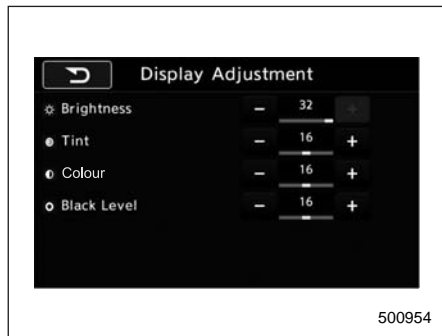 Display Adjustment
Brightness - 32 +
Tint - 16 +
Colour - 16 +
Black Level - 16 +
500954